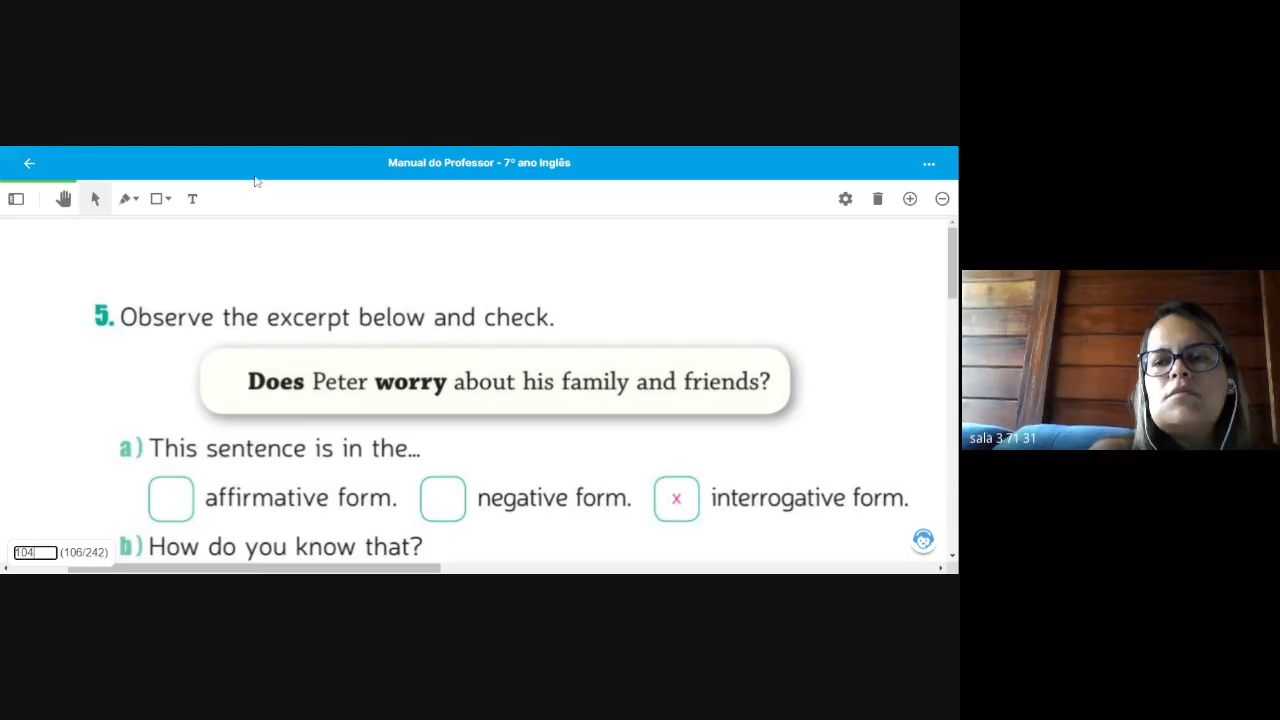 Manual do Professor - 7º ano Inglês
T
5. Observe the excerpt below and check.
Does Peter worry about his family and friends?
a) This sentence is in the...
affirmative form. negative form. x interrogative form.
104 (106/242)
b) How do you know that?
sala 3 71 31